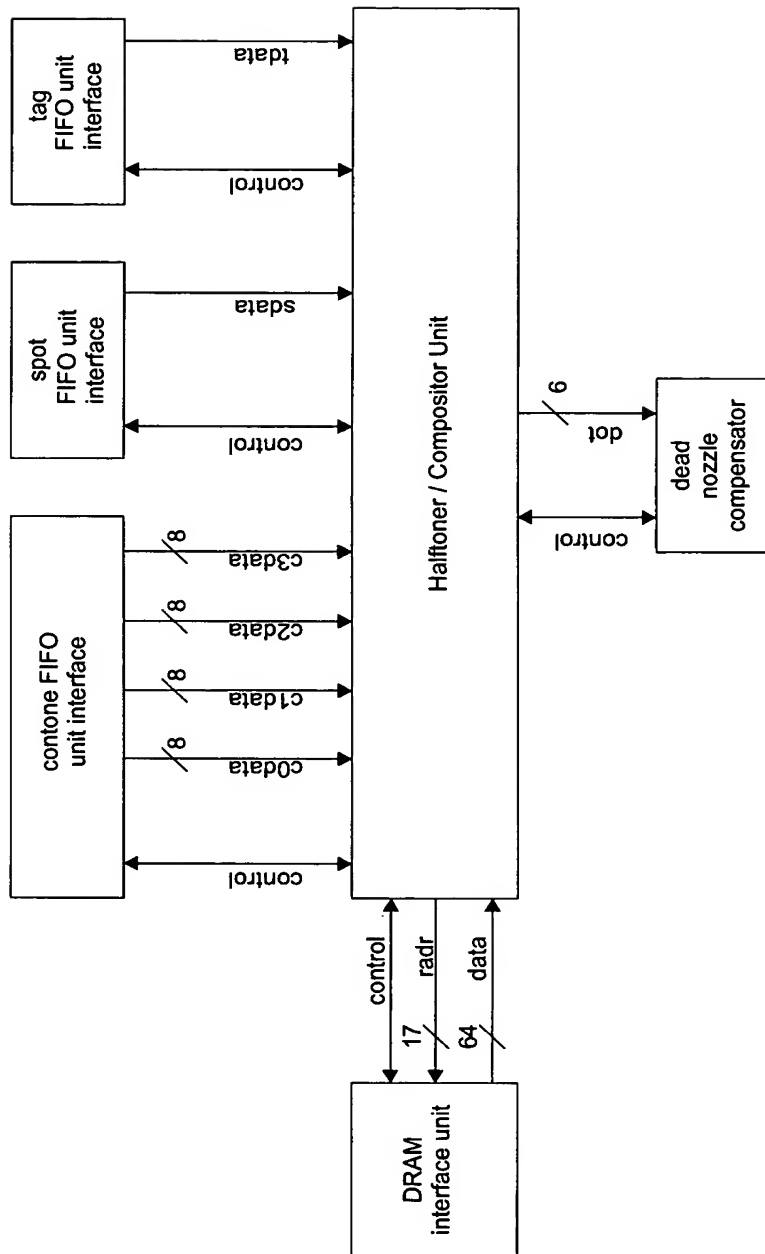 contone FIFO
unit interface
spot
FIFO unit
interface
tag
FIFO unit
interface
control
8
c0data
8
c1data
8
c2data
8
c3data
control
sdata
control
tdata
Halftoner / Compositor Unit
control
17
radr
64
data
DRAM
interface unit
control
6
dot
dead
nozzle
compensator